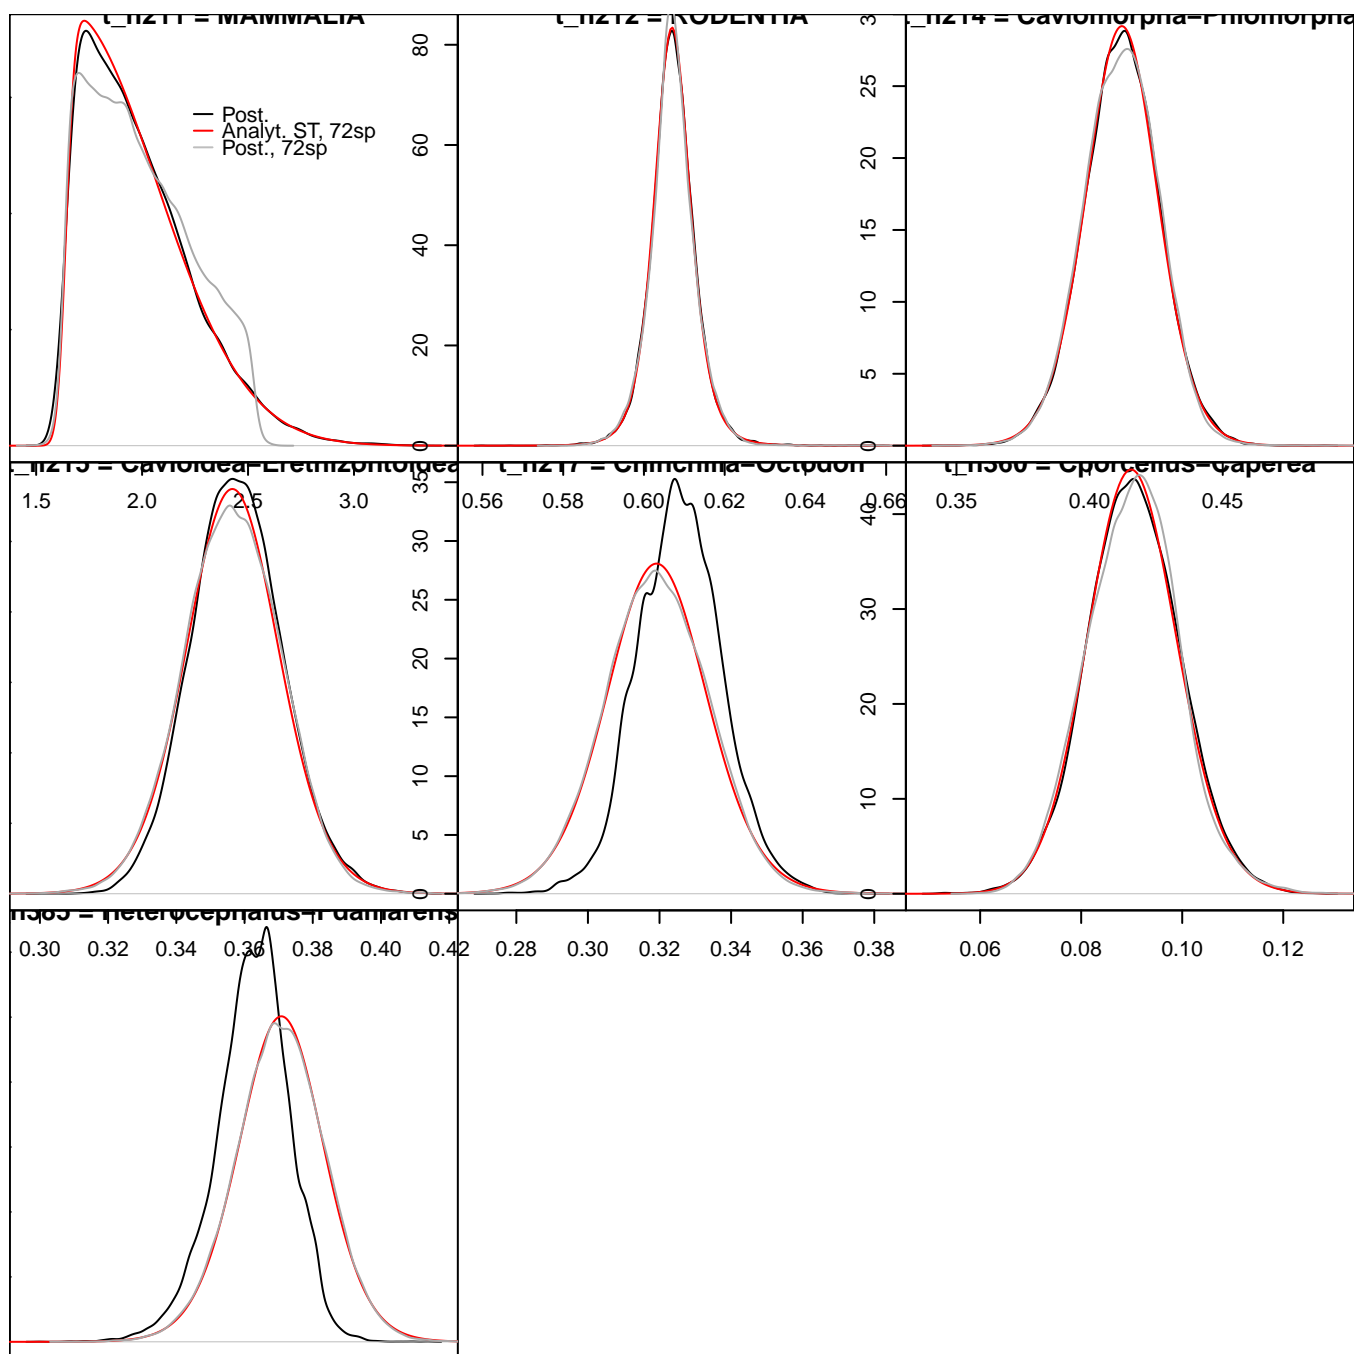 t_n211 = MAMMALIA
t_n212 = RODENTIA
t_n214 = Caviomorpha−Phiomorpha
Post.
Analyt. ST, 72sp
Post., 72sp
0 20 40 60 80
5 10 15 20 25
t_n215 = Cavioidea−Erethizontoidea
t_n217 = Chinchilla−Octodon
t_n360 = Cporcellus−Caperea
1.5 2.0 2.5 3.0
0.56 0.58 0.60 0.62 0.64 0.66
0.35 0.40 0.45
0 5 10 15 20 25 30 35
0 10 20 30 40
= Heterocephalus−Fdamarens
0.30 0.32 0.34 0.36 0.38 0.40 0.42
0.28 0.30 0.32 0.34 0.36 0.38
0.06 0.08 0.10 0.12